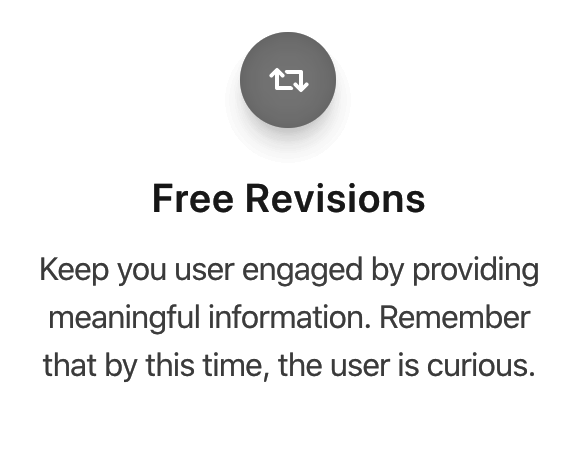 Free Revisions
Keep you user engaged by providing
meaningful information. Remember
that by this time, the user is curious.